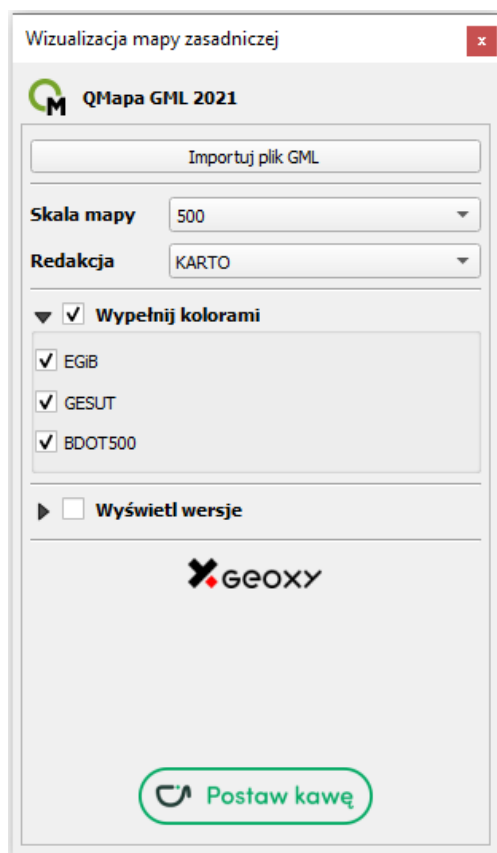 Wizualizacja mapy zasadniczej
x
M QMapa GML 2021
Importuj plik GML
Skala mapy 500
Redakcja KARTO
Wypełnij kolorami
EGiB
GESUT
BDOT500
Wyświetl wersje
GEOXY
Postaw kawę